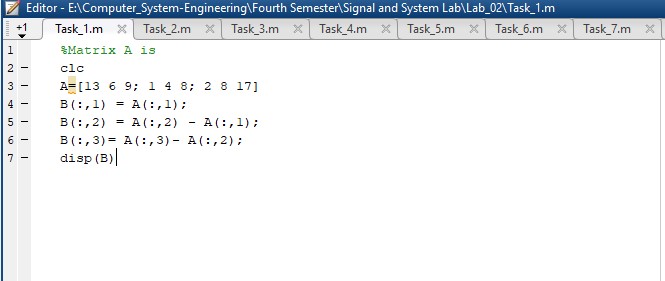 Editor - E:\Computer_System-Engineering\Fourth Semester\Signal and System Lab\Lab_02\Task_1.m
+1 Task_1.m Task_2.m Task_3.m Task_4.m Task_5.m Task_6.m Task_7.m
1 %Matrix A is
2 - clc
3 - A=[13 6 9; 1 4 8; 2 8 17]
4 - B(:,1) = A(:,1);
5 - B(:,2) = A(:,2) - A(:,1);
6 - B(:,3)= A(:,3)- A(:,2);
7 - disp(B)